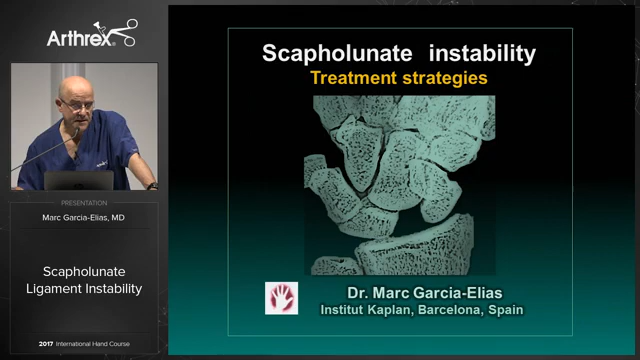 Arthrex®
PRESENTATION
Marc Garcia-Elias, MD
Scapholunate
Ligament Instability
2017 International Hand Course
Scapholunate instability
Treatment strategies
Dr. Marc Garcia-Elias
Institut Kaplan, Barcelona, Spain